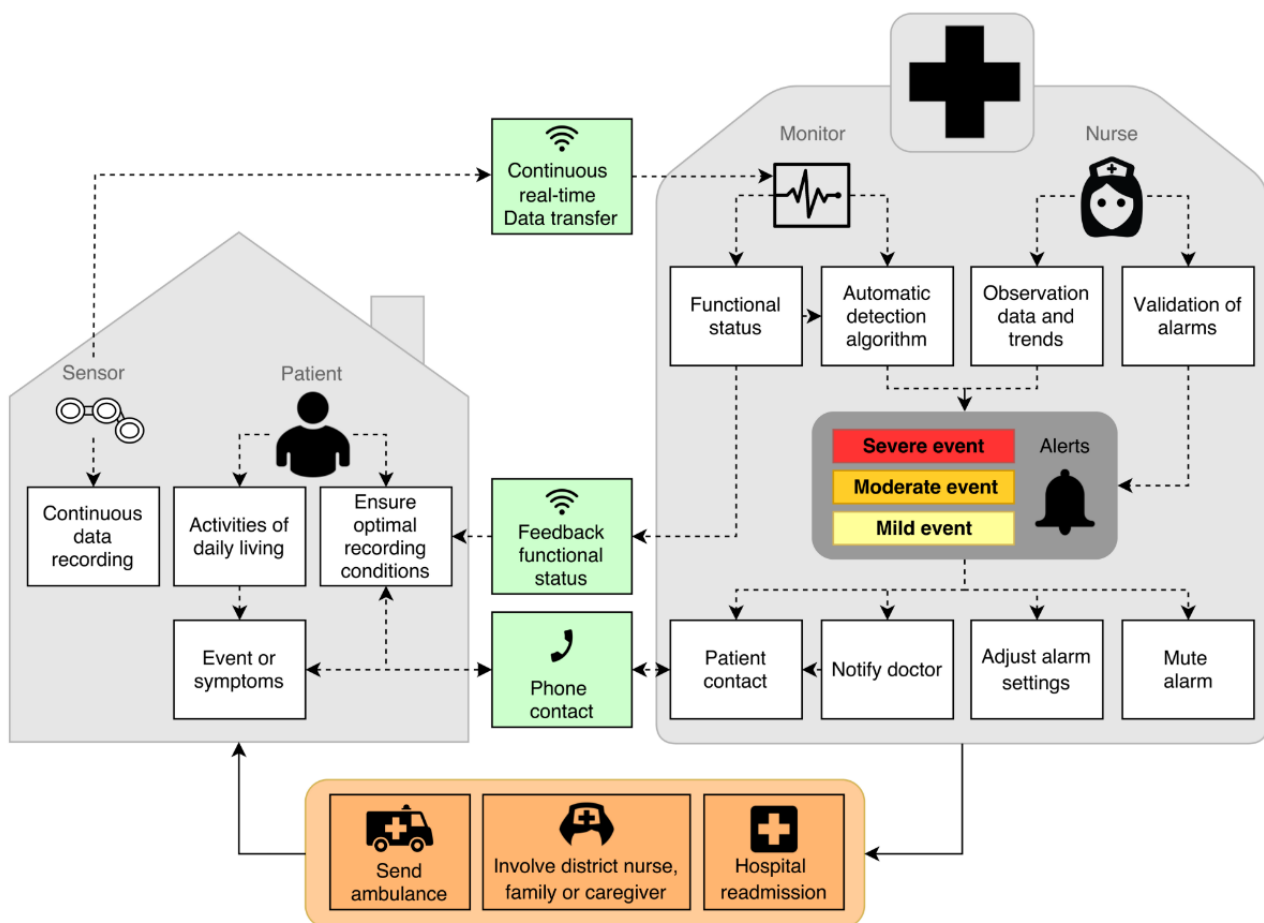 Monitor
Nurse
Continuous
real-time
Data transfer
Functional
status
Automatic
detection
algorithm
Observation
data and
trends
Validation of
alarms
Sensor
Patient
Continuous
data
recording
Activities of
daily living
Ensure
optimal
recording
conditions
Feedback
functional
status
Severe event
Moderate event
Mild event
Alerts
Event or
symptoms
Phone
contact
Patient
contact
Notify doctor
Adjust alarm
settings
Mute
alarm
Send
ambulance
Involve district nurse,
family or caregiver
Hospital
readmission